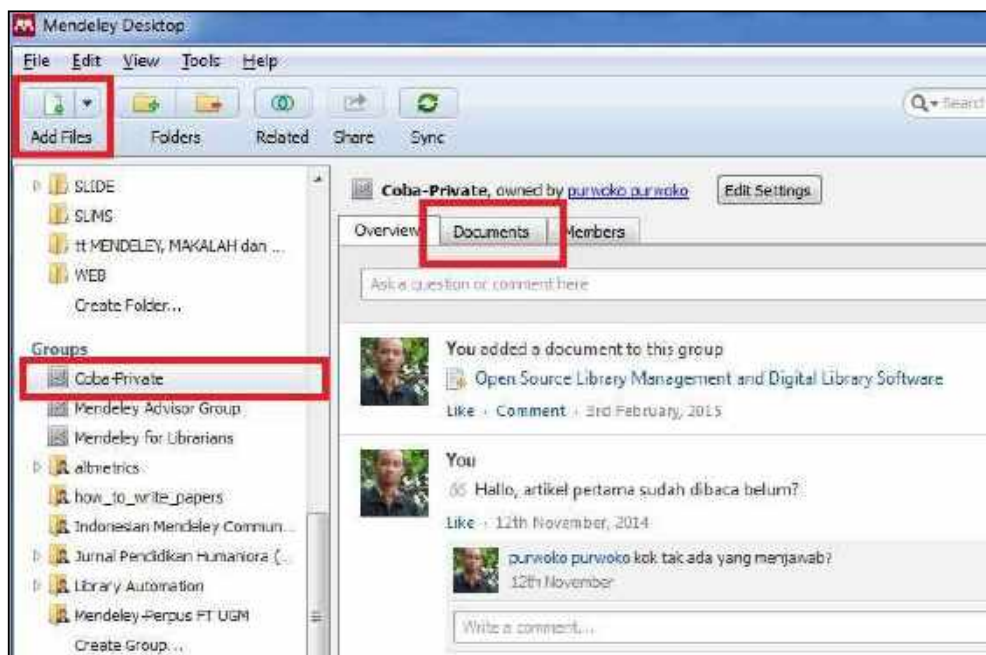 Mendeley Desktop
File Edit View Tools Help
Add Files Folders Related Share Sync
Search
SLIDE
SLiMS
tt MENDELEY, MAKALAH dan ...
WEB
Create Folder...
Groups
Coba-Private
Mendeley Advisor Group
Mendeley for Librarians
altmetrics
how_to_write_papers
Indonesian Mendeley Commun...
Jurnal Pendidikan Humaniora (...
Library Automation
Mendeley-Perpus FT UGM
Create Group...
Coba-Private, owned by purwoko purwoko Edit Settings
Overview Documents Members
Ask a question or comment here
You added a document to this group
Open Source Library Management and Digital Library Software
Like · Comment · 3rd February, 2015
You
Hallo, artikel pertama sudah dibaca belum?
Like · 12th November, 2014
purwoko purwoko kok tak ada yang menjawab?
12th November
Write a comment...